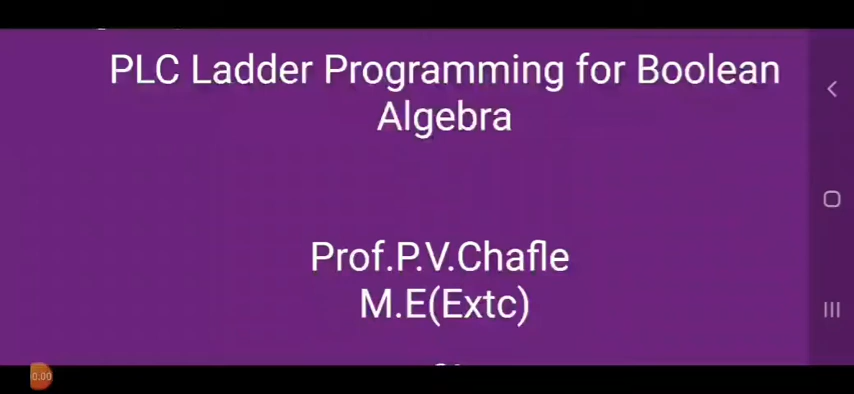 PLC Ladder Programming for Boolean
Algebra
Prof.P.V.Chafle
M.E(Extc)
0.00